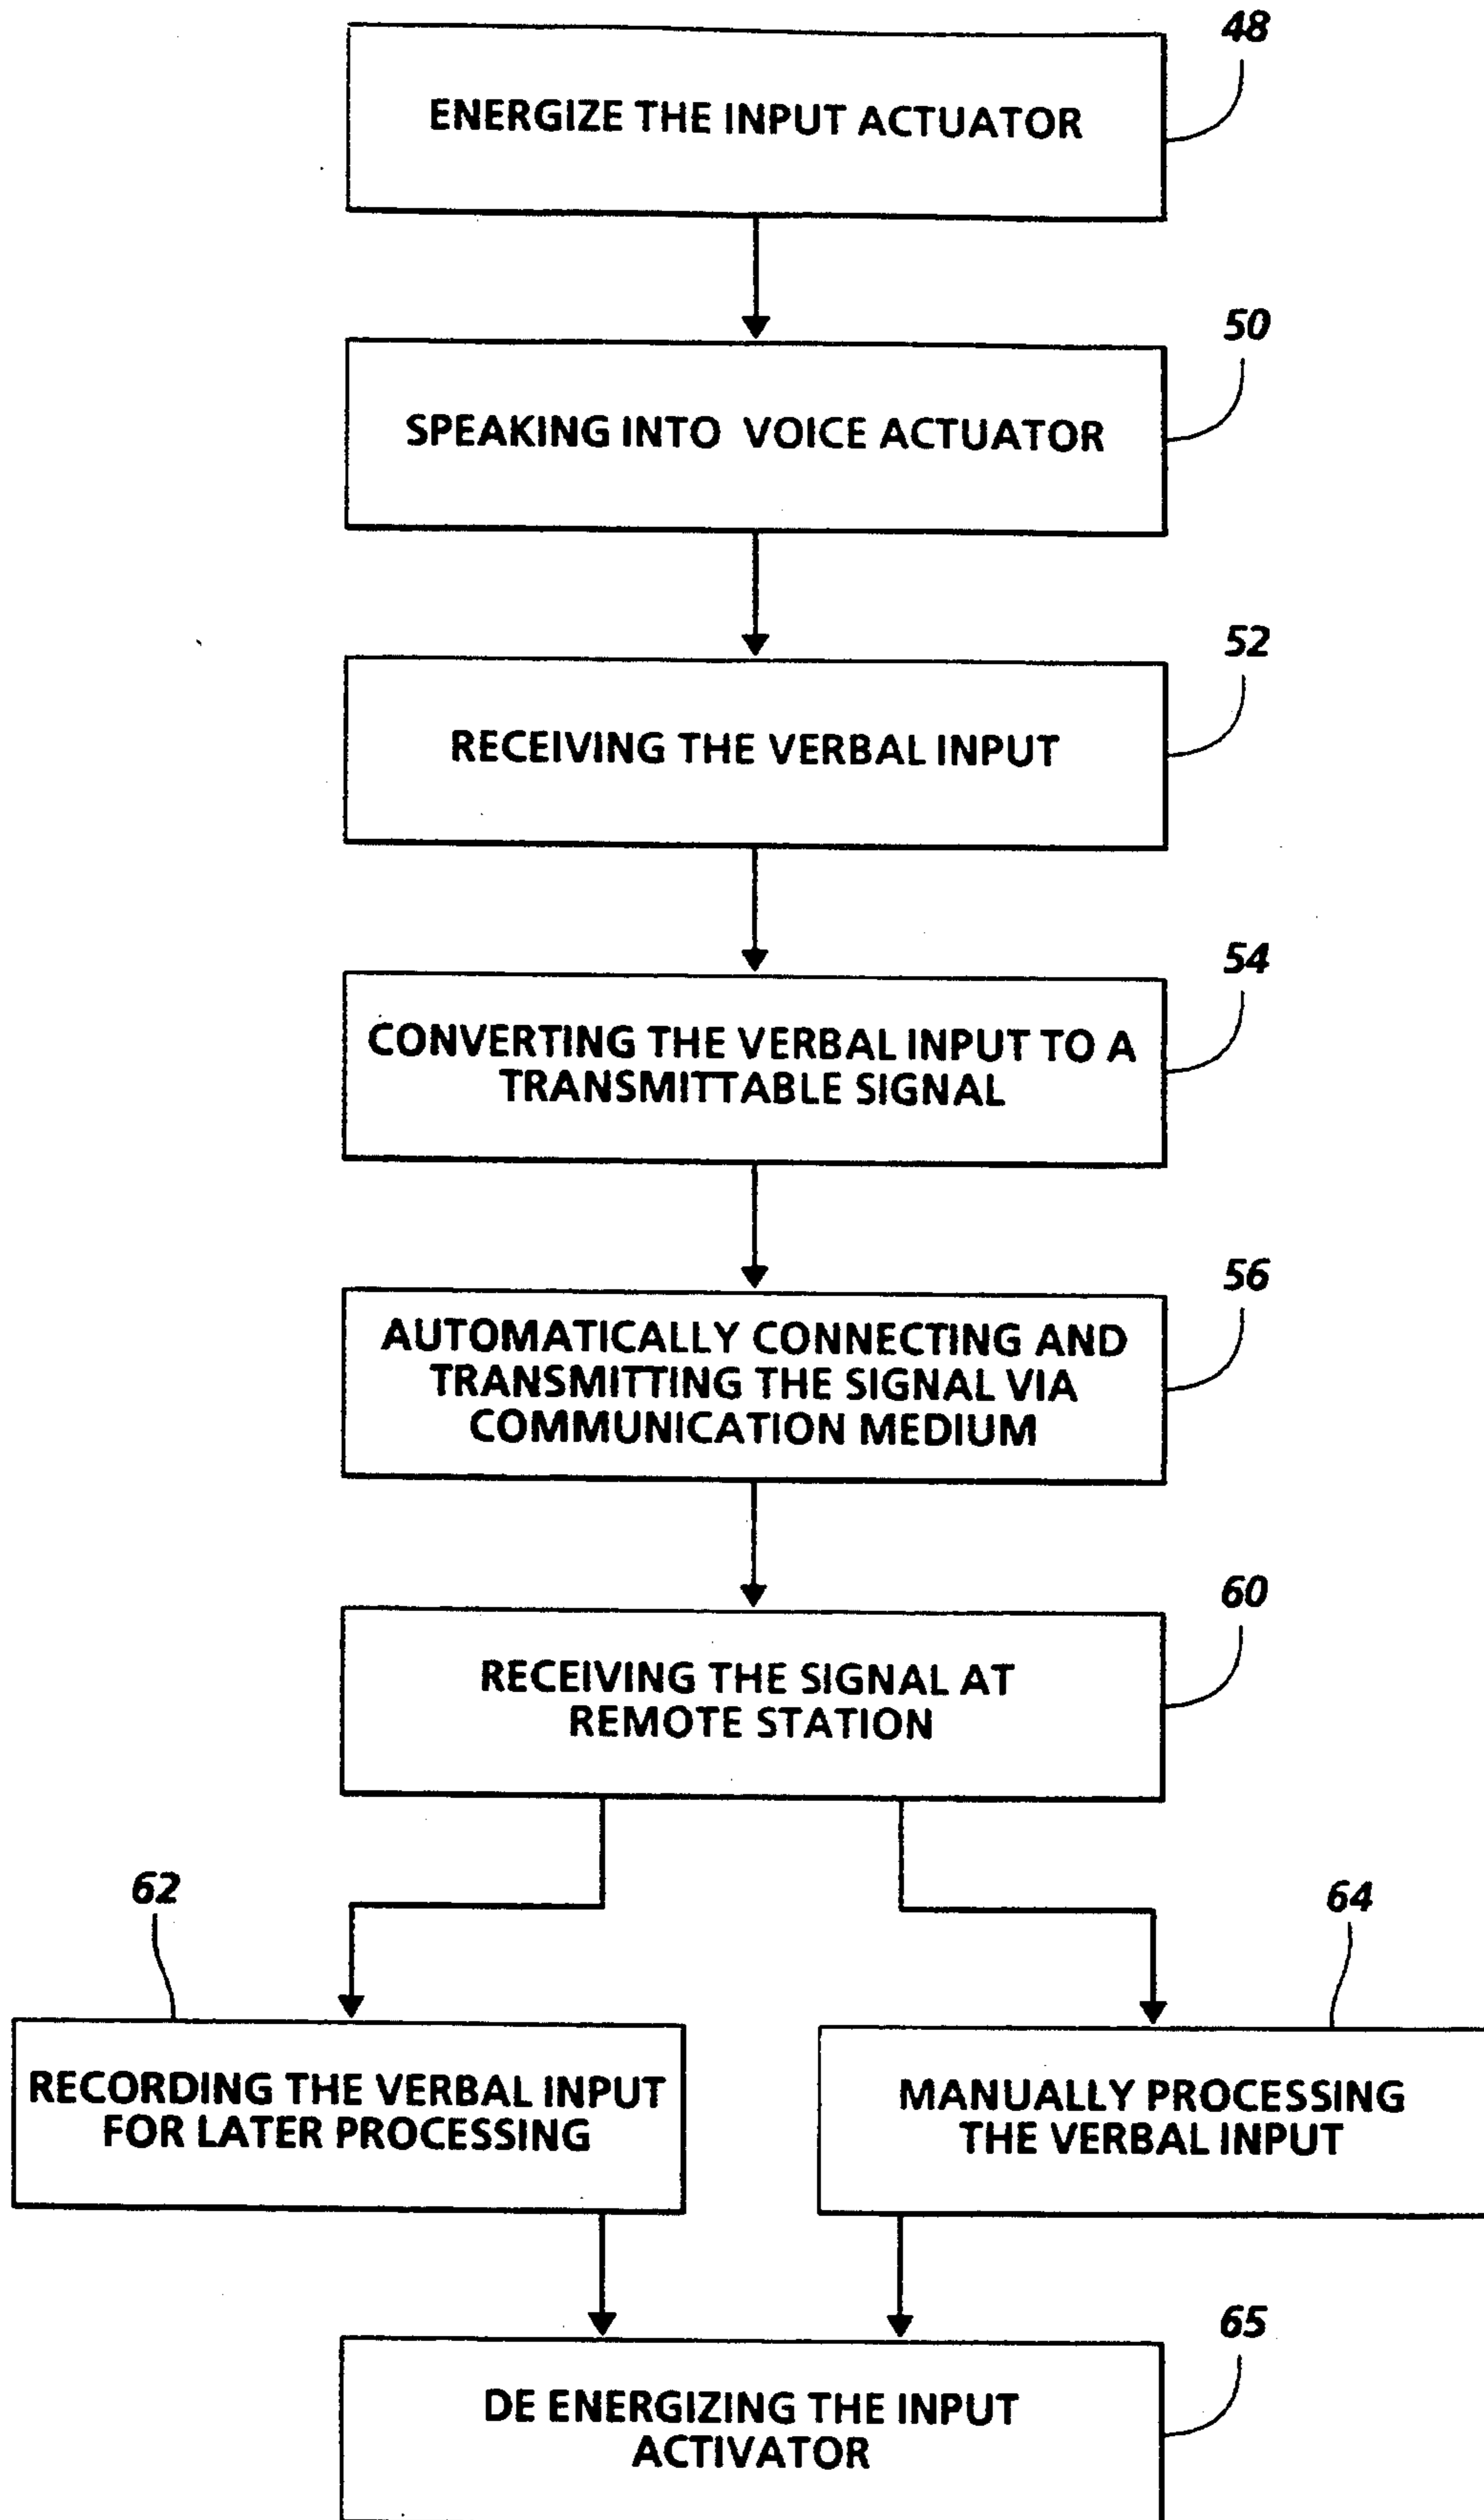 48
ENERGIZE THE INPUT ACTUATOR
50
SPEAKING INTO VOICE ACTUATOR
52
RECEIVING THE VERBAL INPUT
54
CONVERTING THE VERBAL INPUT TO A
TRANSMITTABLE SIGNAL
56
AUTOMATICALLY CONNECTING AND
TRANSMITTING THE SIGNAL VIA
COMMUNICATION MEDIUM
60
RECEIVING THE SIGNAL AT
REMOTE STATION
62
64
RECORDING THE VERBAL INPUT
FOR LATER PROCESSING
MANUALLY PROCESSING
THE VERBAL INPUT
65
DE ENERGIZING THE INPUT
ACTIVATOR